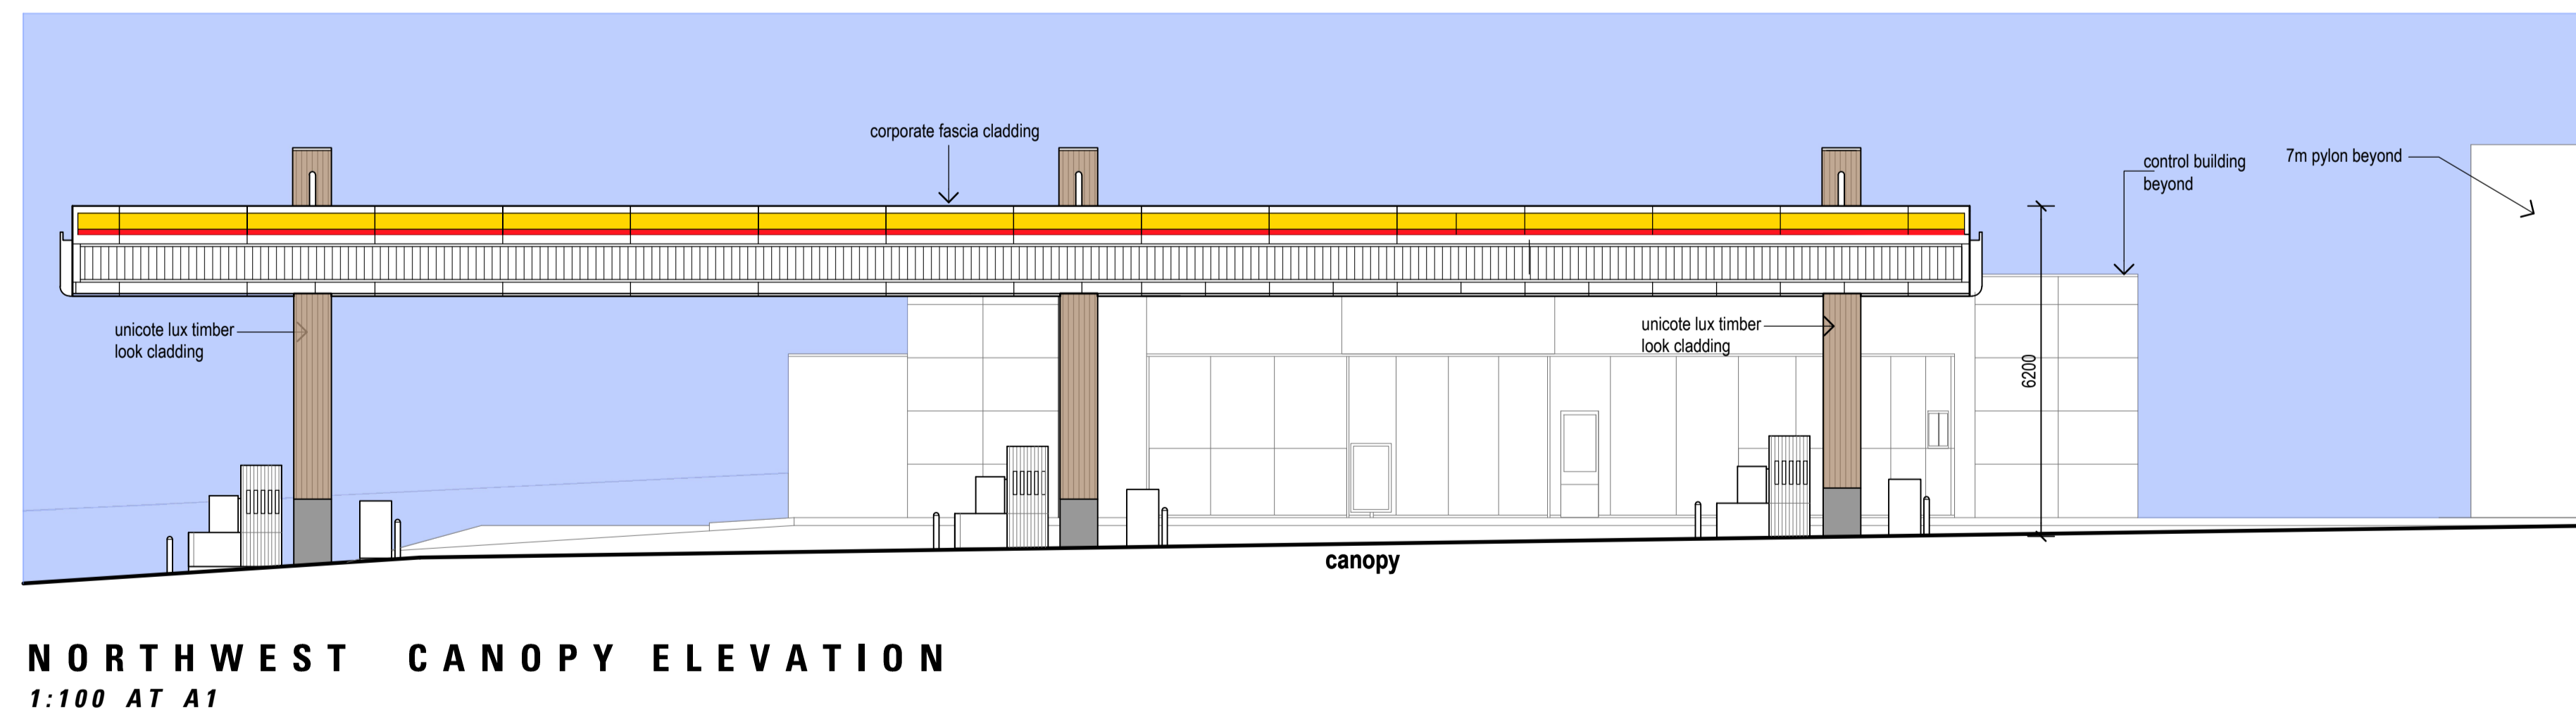 corporate fascia cladding
control building
beyond
7m pylon beyond
unicote lux timber
look cladding
unicote lux timber
look cladding
6200
canopy
NORTHWEST CANOPY ELEVATION
1:100 AT A1